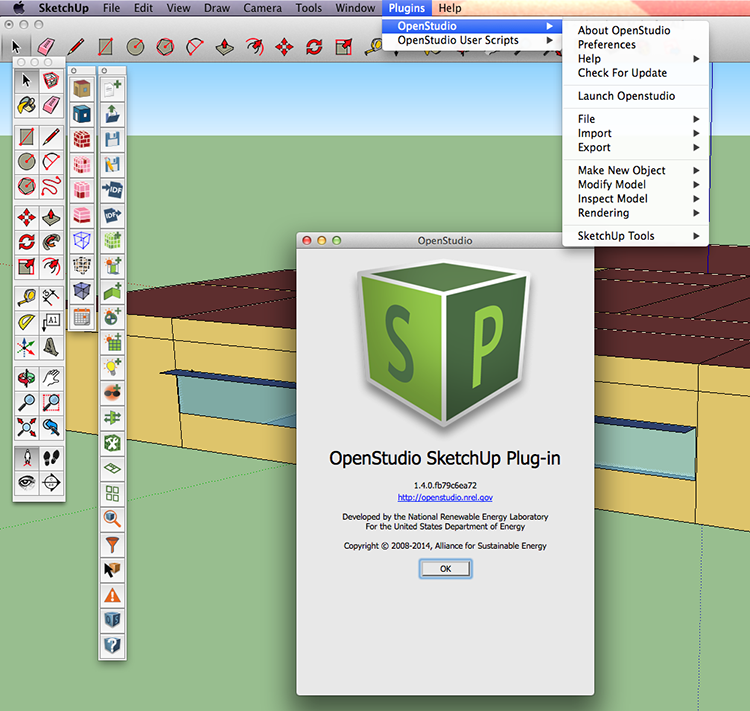 SketchUp File Edit View Draw Camera Tools Window Plugins Help
OpenStudio
OpenStudio User Scripts
About OpenStudio
Preferences
Help
Check For Update
Launch Openstudio
File
Import
Export
Make New Object
Modify Model
Inspect Model
Rendering
SketchUp Tools
IDF
IDF
A1
OpenStudio
S P
OpenStudio SketchUp Plug-in
1.4.0.fb79c6ea72
http://openstudio.nrel.gov
Developed by the National Renewable Energy Laboratory
For the United States Department of Energy
Copyright © 2008-2014, Alliance for Sustainable Energy
OK